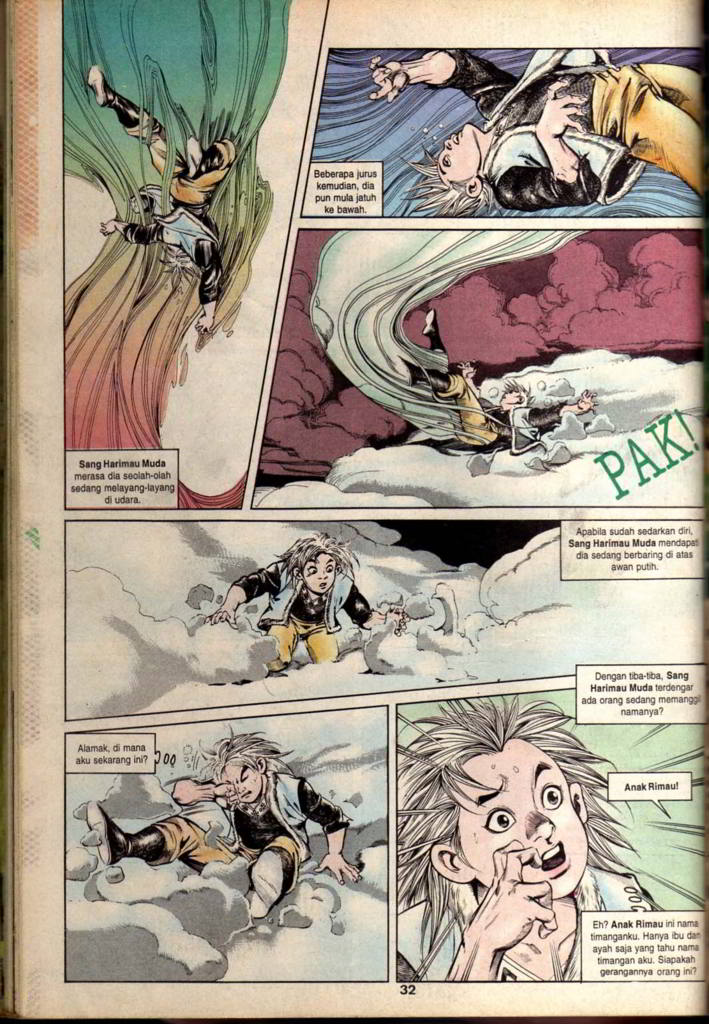 Sang Harimau Muda
merasa dia seolah-olah
sedang melayang-layang
di udara.
Beberapa jurus
kemudian, dia
pun mula jatuh
ke bawah.
PAK!
Apabila sudah sedarkan diri,
Sang Harimau Muda mendapati
dia sedang berbaring di atas
awan putih.
Alamak, di mana
aku sekarang ini?
Dengan tiba-tiba, Sang
Harimau Muda terdengar
ada orang sedang memanggil
namanya?
Anak Rimau!
Eh? Anak Rimau ini nama
timanganku. Hanya ibu dan
ayah saja yang tahu nama
timangan aku. Siapakah
gerangannya orang ini?
32